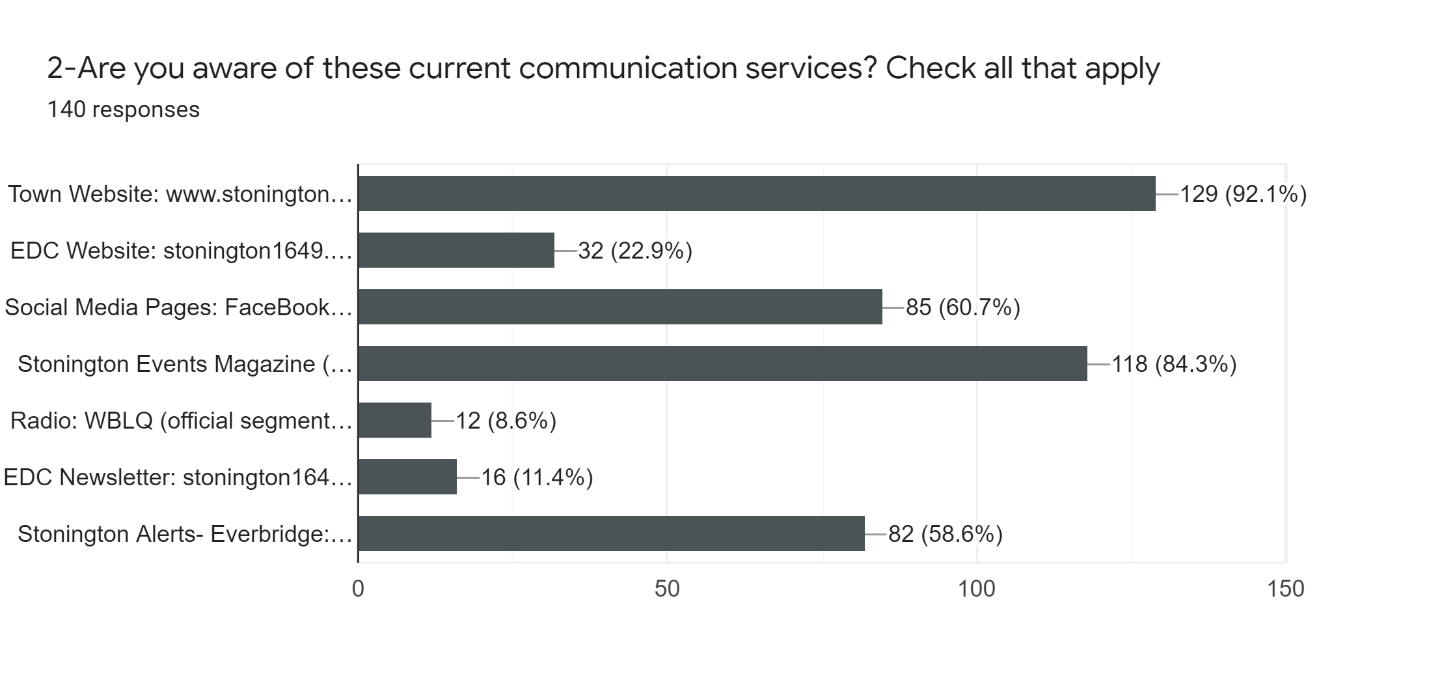 2-Are you aware of these current communication services? Check all that apply
140 responses
Town Website: www.stonington…
129 (92.1%)
EDC Website: stonington1649.…
32 (22.9%)
Social Media Pages: FaceBook…
85 (60.7%)
Stonington Events Magazine (…
118 (84.3%)
Radio: WBLQ (official segment…
12 (8.6%)
EDC Newsletter: stonington164…
16 (11.4%)
Stonington Alerts- Everbridge:…
82 (58.6%)
0 50 100 150